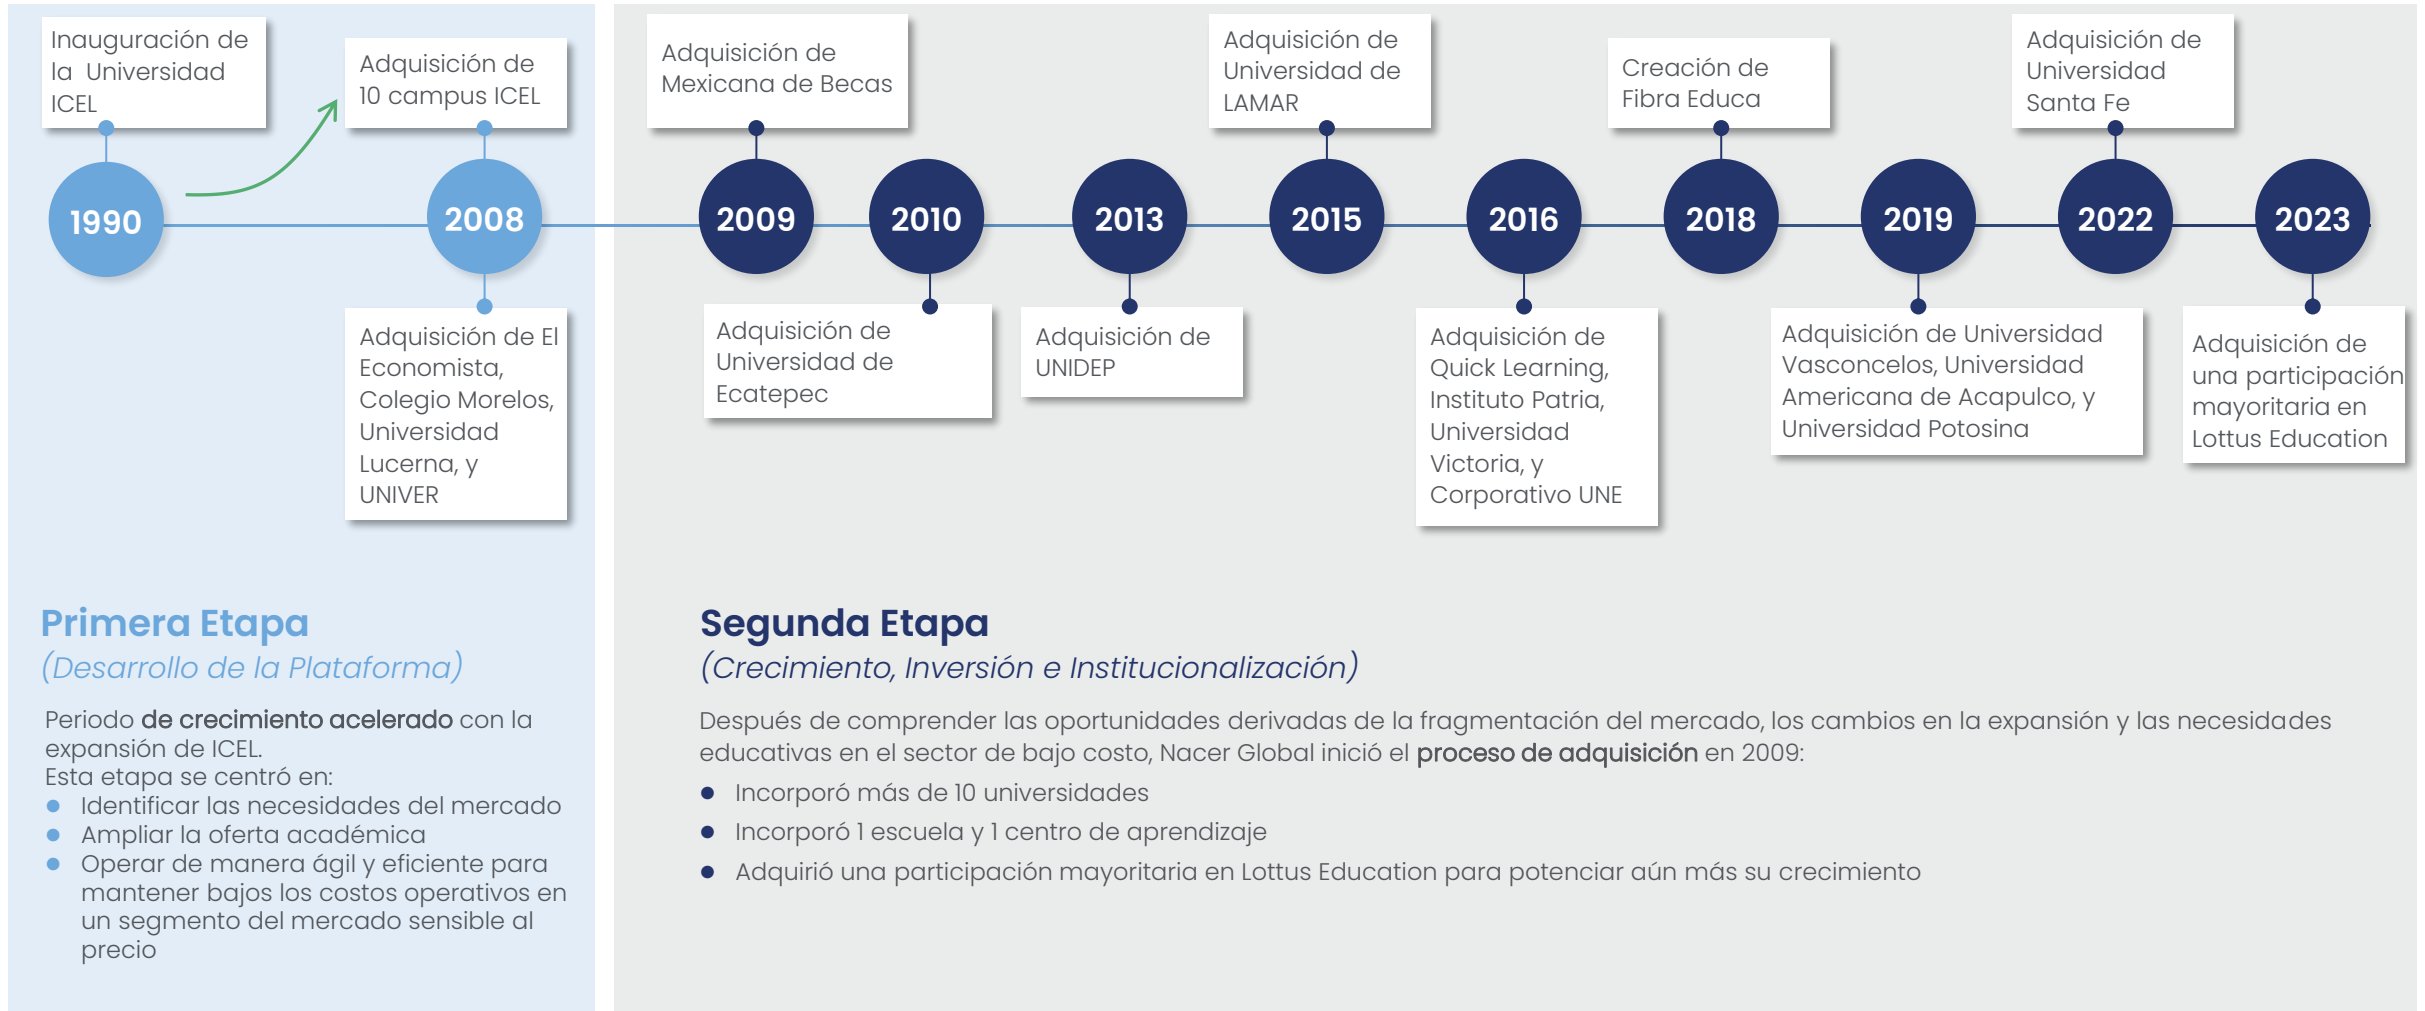 Inauguración de
la Universidad
ICEL
Adquisición de
10 campus ICEL
Adquisición de
Mexicana de Becas
Adquisición de
Universidad de
LAMAR
Creación de
Fibra Educa
Adquisición de
Universidad
Santa Fe
1990
2008
2009
2010
2013
2015
2016
2018
2019
2022
2023
Adquisición de El
Economista,
Colegio Morelos,
Universidad
Lucerna, y
UNIVER
Adquisición de
Universidad de
Ecatepec
Adquisición de
UNIDEP
Adquisición de
Quick Learning,
Instituto Patria,
Universidad
Victoria, y
Corporativo UNE
Adquisición de Universidad
Vasconcelos, Universidad
Americana de Acapulco, y
Universidad Potosina
Adquisición de
una participación
mayoritaria en
Lottus Education
Primera Etapa
(Desarrollo de la Plataforma)
Periodo de crecimiento acelerado con la
expansión de ICEL.
Esta etapa se centró en:
● Identificar las necesidades del mercado
● Ampliar la oferta académica
● Operar de manera ágil y eficiente para
mantener bajos los costos operativos en
un segmento del mercado sensible al
precio
Segunda Etapa
(Crecimiento, Inversión e Institucionalización)
Después de comprender las oportunidades derivadas de la fragmentación del mercado, los cambios en la expansión y las necesidades
educativas en el sector de bajo costo, Nacer Global inició el proceso de adquisición en 2009:
● Incorporó más de 10 universidades
● Incorporó 1 escuela y 1 centro de aprendizaje
● Adquirió una participación mayoritaria en Lottus Education para potenciar aún más su crecimiento